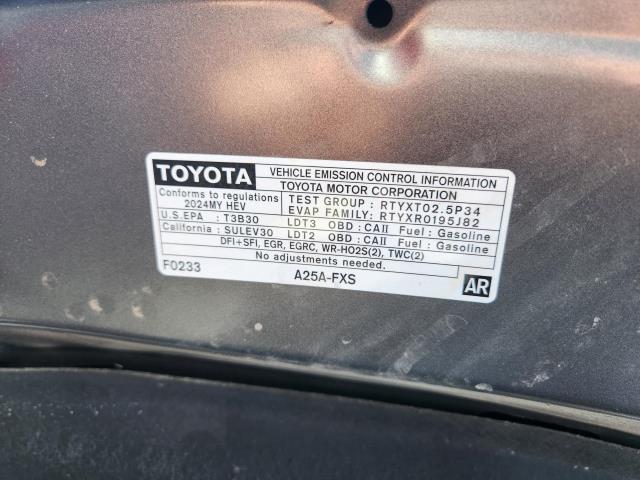 TOYOTA
VEHICLE EMISSION CONTROL INFORMATION
TOYOTA MOTOR CORPORATION
Conforms to regulations
2024MY HEV
TEST GROUP : RTYXT02.5P34
EVAP FAMILY: RTYXR0195J82
U.S.EPA : T3B30 LDT3 OBD : CAII Fuel : Gasoline
California : SULEV30 LDT2 OBD : CAII Fuel : Gasoline
DFI+SFI, EGR, EGRC, WR-HO2S(2), TWC(2)
No adjustments needed.
F0233
A25A-FXS
AR